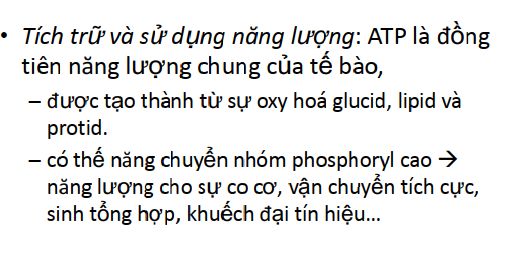 • Tích trữ và sử dụng năng lượng: ATP là đồng
tiên năng lượng chung của tế bào,
– được tạo thành từ sự oxy hoá glucid, lipid và
protid.
– có thế năng chuyển nhóm phosphoryl cao →
năng lượng cho sự co cơ, vận chuyển tích cực,
sinh tổng hợp, khuếch đại tín hiệu...